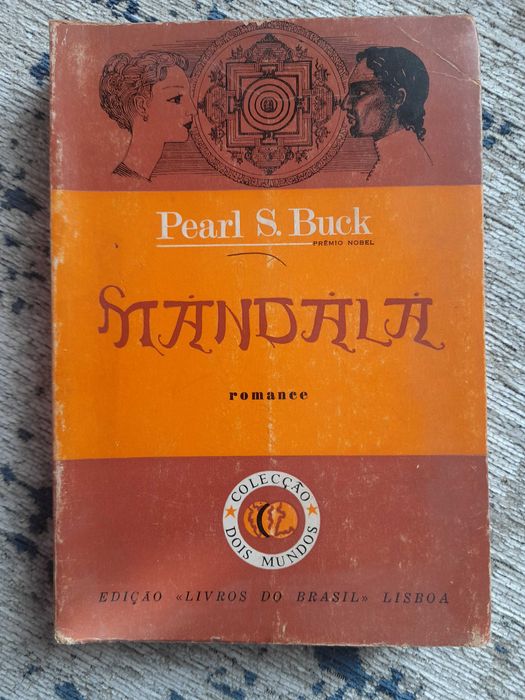 Pearl S. Buck
PRÉMIO NOBEL
MANDALA
romance
COLECÇÃO
DOIS MUNDOS
EDIÇÃO «LIVROS DO BRASIL» LISBOA